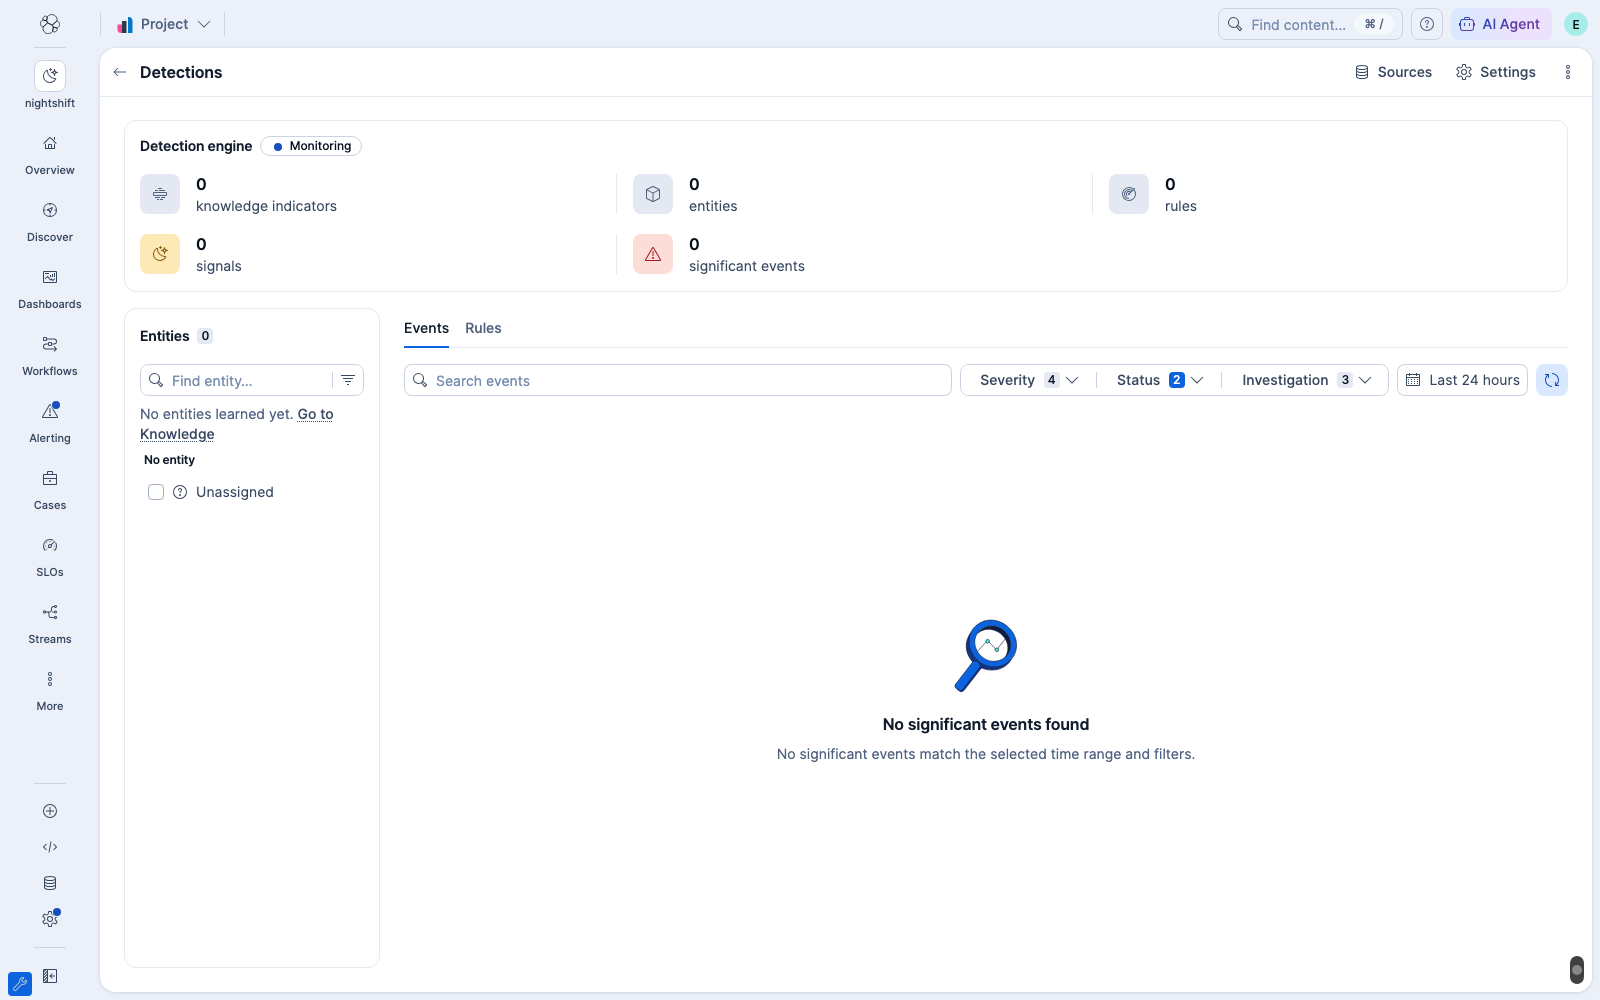 Project
Find content...
⌘ /
AI Agent
E
nightshift
Overview
Discover
Dashboards
Workflows
Alerting
Cases
SLOs
Streams
More
Detections
Sources
Settings
Detection engine
Monitoring
0
knowledge indicators
0
entities
0
rules
0
signals
0
significant events
Entities 0
Find entity...
No entities learned yet. Go to
Knowledge
No entity
Unassigned
Events
Rules
Search events
Severity 4
Status 2
Investigation 3
Last 24 hours
No significant events found
No significant events match the selected time range and filters.